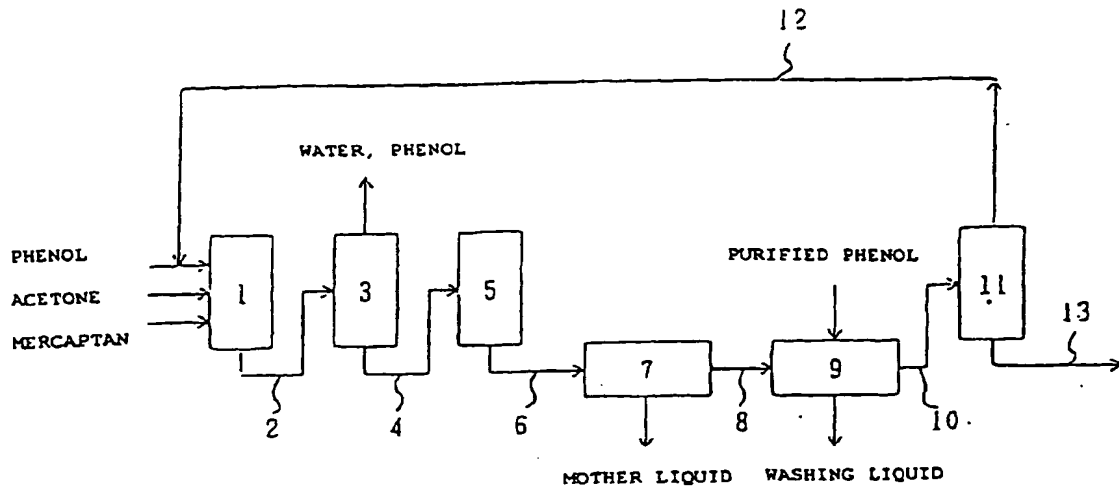 12
WATER, PHENOL
PHENOL
ACETONE
MERCAPTAN
1
3
5
PURIFIED PHENOL
11
13
7
9
2
4
6
8
10
MOTHER LIQUID
WASHING LIQUID